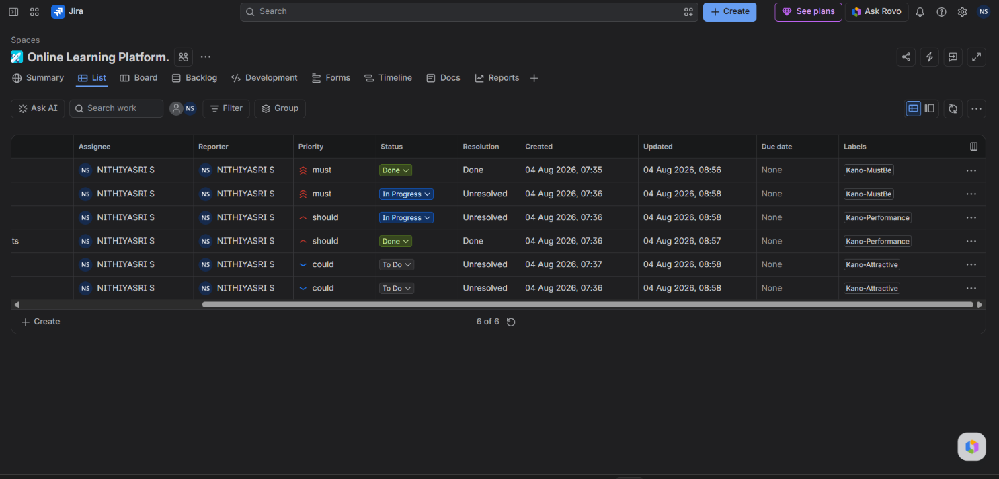 Jira
Search
Create
See plans
Ask Rovo
NS
Spaces
Online Learning Platform.
Summary List Board Backlog Development Forms Timeline Docs Reports
Ask AI Search work NS Filter Group
Assignee Reporter Priority Status Resolution Created Updated Due date Labels
NS NITHIYASRI S NS NITHIYASRI S must Done Done 04 Aug 2026, 07:35 04 Aug 2026, 08:56 None Kano-MustBe
NS NITHIYASRI S NS NITHIYASRI S must In Progress Unresolved 04 Aug 2026, 07:36 04 Aug 2026, 08:58 None Kano-MustBe
NS NITHIYASRI S NS NITHIYASRI S should In Progress Unresolved 04 Aug 2026, 07:36 04 Aug 2026, 08:58 None Kano-Performance
ts NS NITHIYASRI S NS NITHIYASRI S should Done Done 04 Aug 2026, 07:36 04 Aug 2026, 08:57 None Kano-Performance
NS NITHIYASRI S NS NITHIYASRI S could To Do Unresolved 04 Aug 2026, 07:37 04 Aug 2026, 08:58 None Kano-Attractive
NS NITHIYASRI S NS NITHIYASRI S could To Do Unresolved 04 Aug 2026, 07:36 04 Aug 2026, 08:58 None Kano-Attractive
Create 6 of 6